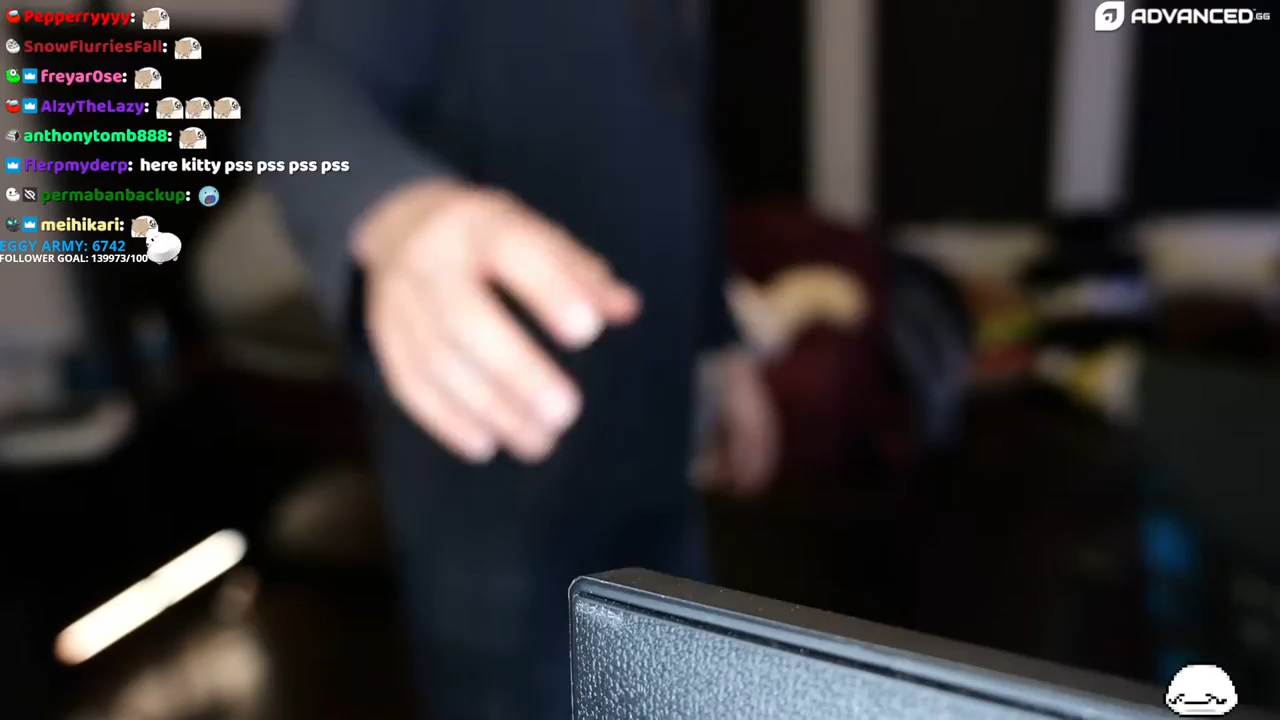 Pepperryyyy:
ADVANCED.GG
SnowFlurriesFall:
freyar0se:
AlzyTheLazy:
anthonytomb888:
flerpmyderp: here kitty pss pss pss pss
permabanbackup:
meihikari:
EGGY ARMY: 6742
FOLLOWER GOAL: 139973/100